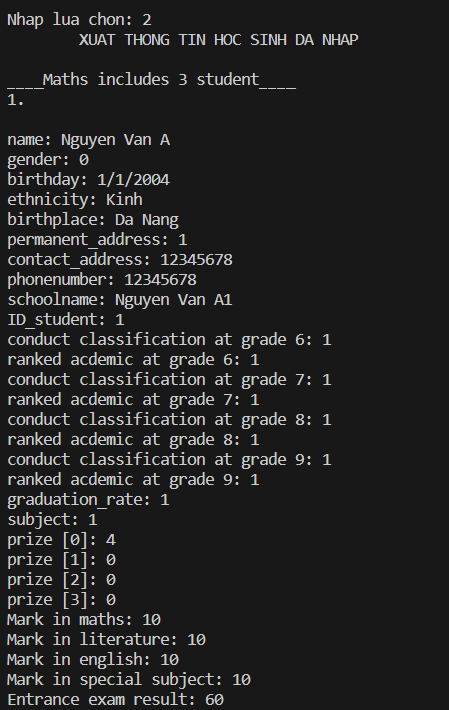 Nhap lua chon: 2
XUAT THONG TIN HOC SINH DA NHAP
____Maths includes 3 student____
1.
name: Nguyen Van A
gender: 0
birthday: 1/1/2004
ethnicity: Kinh
birthplace: Da Nang
permanent_address: 1
contact_address: 12345678
phonenumber: 12345678
schoolname: Nguyen Van A1
ID_student: 1
conduct classification at grade 6: 1
ranked acdemic at grade 6: 1
conduct classification at grade 7: 1
ranked acdemic at grade 7: 1
conduct classification at grade 8: 1
ranked acdemic at grade 8: 1
conduct classification at grade 9: 1
ranked acdemic at grade 9: 1
graduation_rate: 1
subject: 1
prize [0]: 4
prize [1]: 0
prize [2]: 0
prize [3]: 0
Mark in maths: 10
Mark in literature: 10
Mark in english: 10
Mark in special subject: 10
Entrance exam result: 60